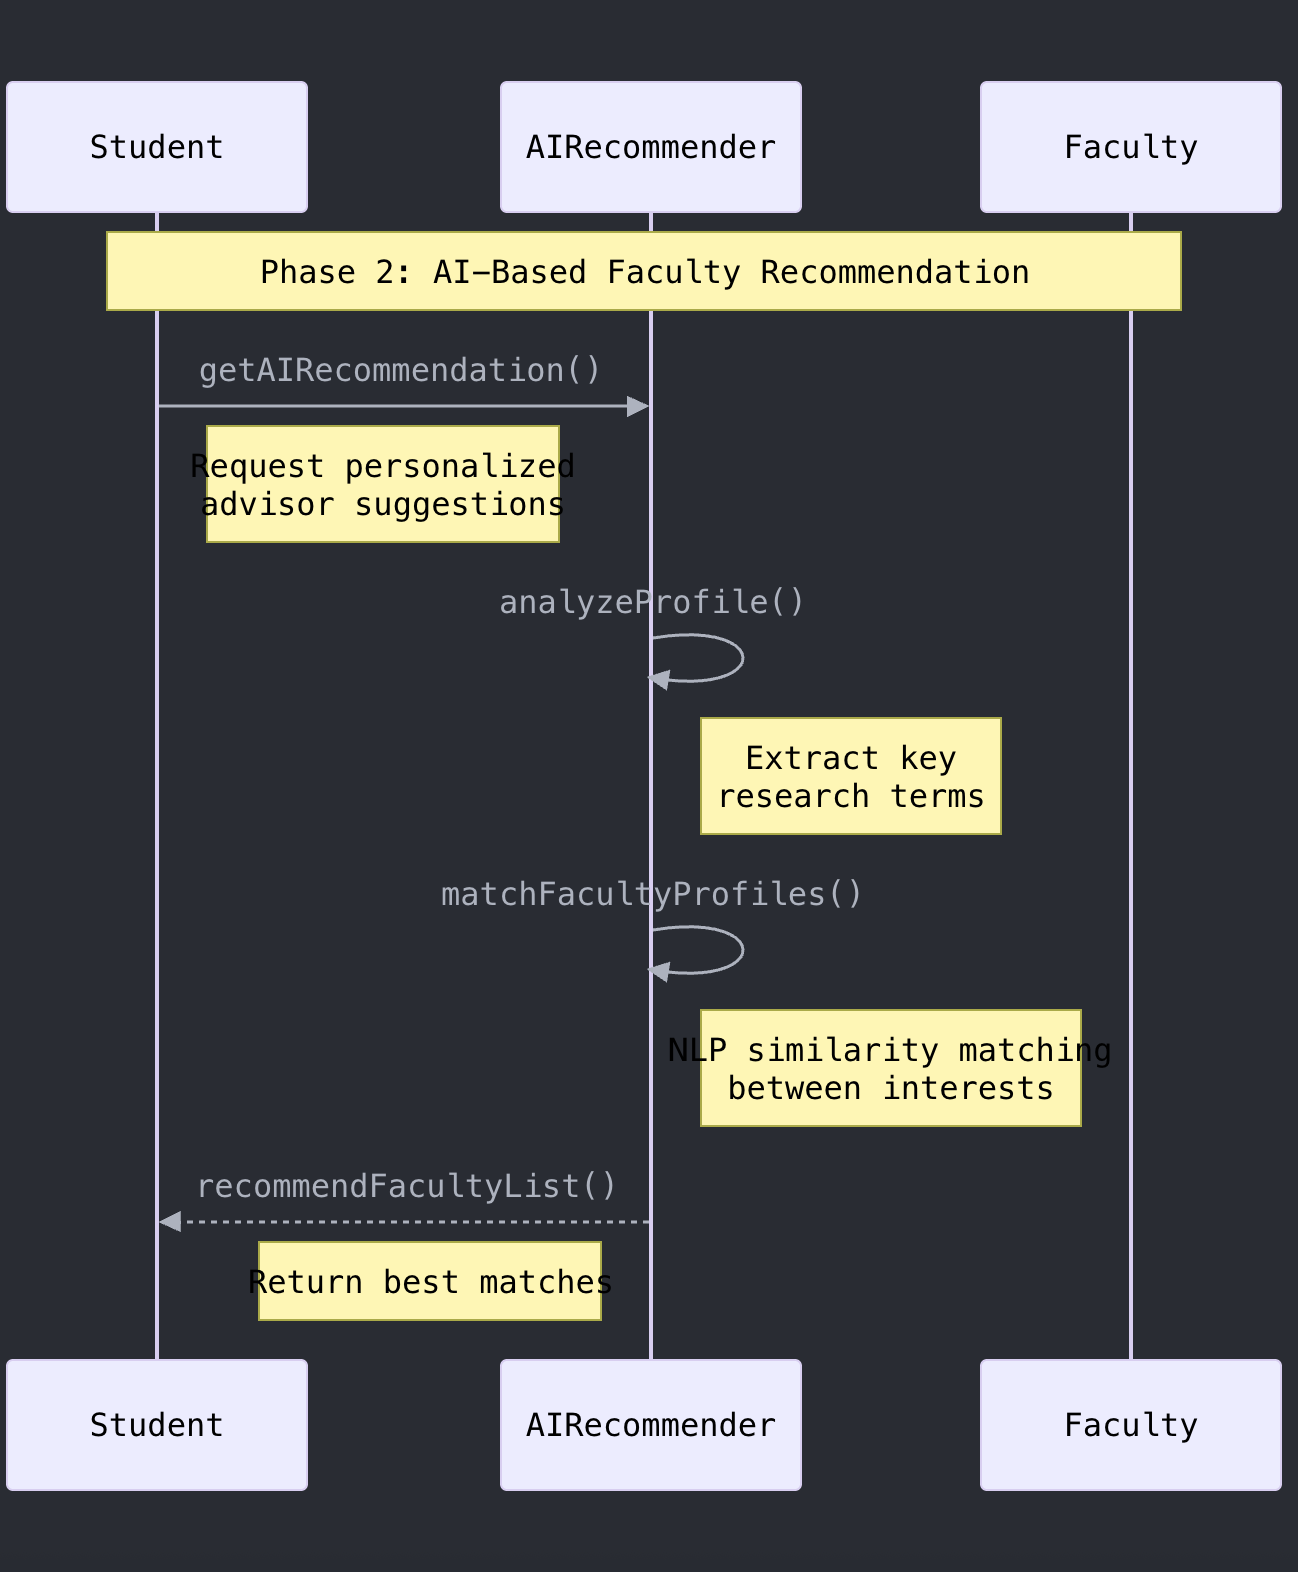 Student
AIRecommender
Faculty
Phase 2: AI-Based Faculty Recommendation
getAIRecommendation()
Request personalized
advisor suggestions
analyzeProfile()
Extract key
research terms
matchFacultyProfiles()
NLP similarity matching
between interests
recommendFacultyList()
Return best matches
Student
AIRecommender
Faculty